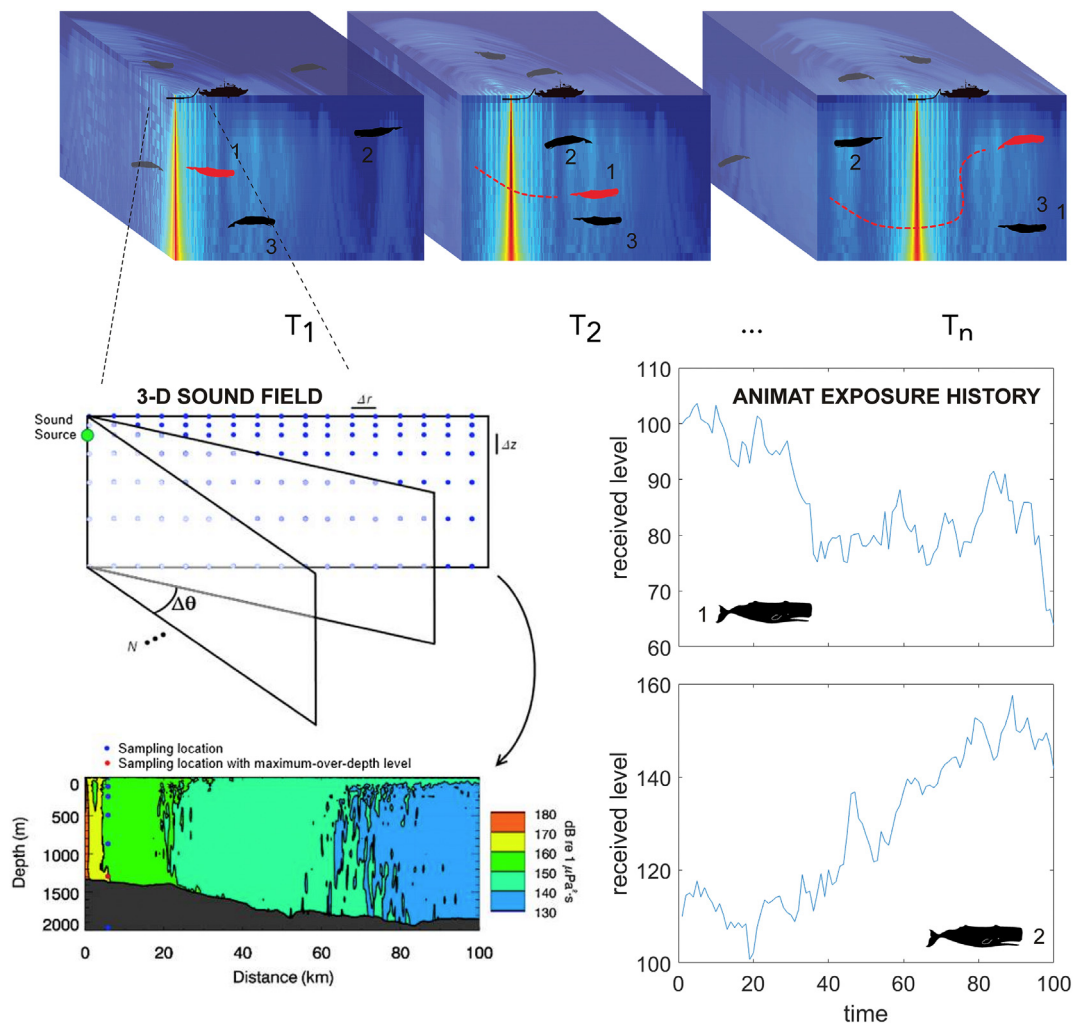 1
2
3
2
1
3
2
3
1
T1
T2
...
Tn
3-D SOUND FIELD
Δr
Sound
Source
Δz
Δθ
N
Sampling location
Sampling location with maximum-over-depth level
0
500
1000
1500
2000
Depth (m)
0 20 40 60 80 100
Distance (km)
180
170
160
150
140
130
dB re 1 μPa²·s
ANIMAT EXPOSURE HISTORY
110
100
90
80
70
60
received level
1
160
140
120
100
received level
2
0 20 40 60 80 100
time